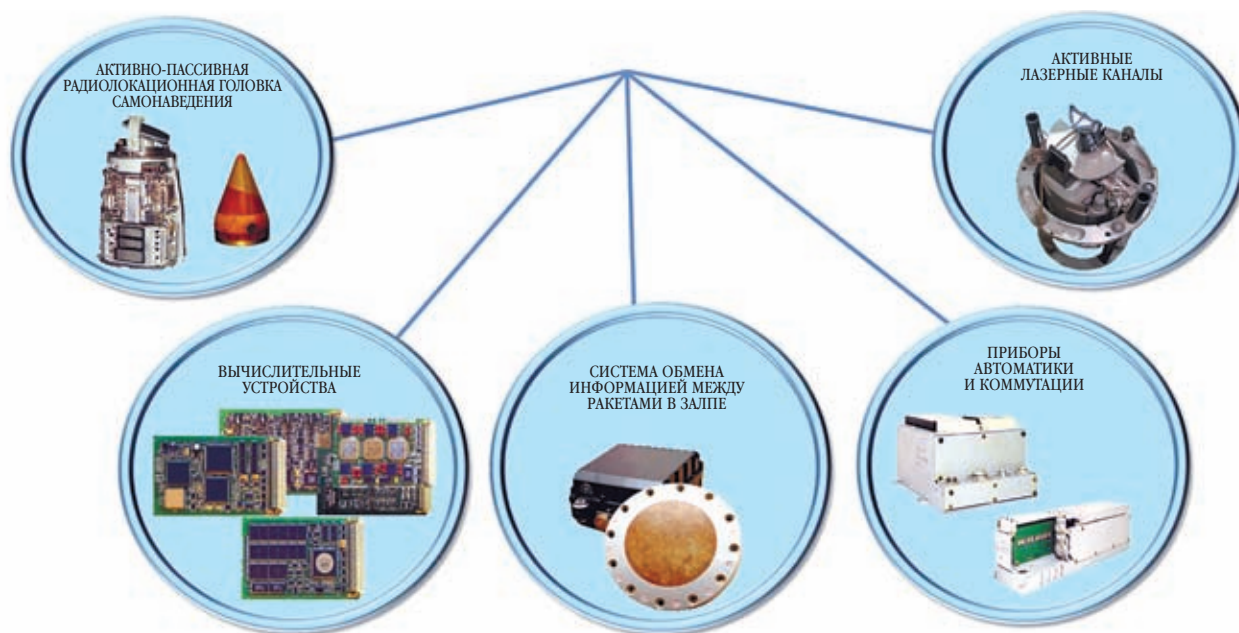 АКТИВНО-ПАССИВНАЯ
РАДИОЛОКАЦИОННАЯ ГОЛОВКА
САМОНАВЕДЕНИЯ
АКТИВНЫЕ
ЛАЗЕРНЫЕ КАНАЛЫ
ВЫЧИСЛИТЕЛЬНЫЕ
УСТРОЙСТВА
СИСТЕМА ОБМЕНА
ИНФОРМАЦИЕЙ МЕЖДУ
РАКЕТАМИ В ЗАЛПЕ
ПРИБОРЫ
АВТОМАТИКИ
И КОММУТАЦИИ